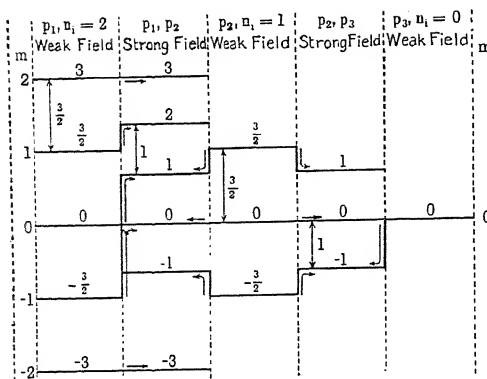 p₁, nᵢ = 2 p₁, p₂ p₂, nᵢ = 1 p₂, p₃ p₃, nᵢ = 0
Weak Field Strong Field Weak Field StrongField Weak Field
m m
2 3 3
3/2
2
1 3/2 3/2
1 1 3/2 1
0 0 0 0 0 0 0
-1 1 -1
-1 -3/2 -3/2
-2 -3 -3